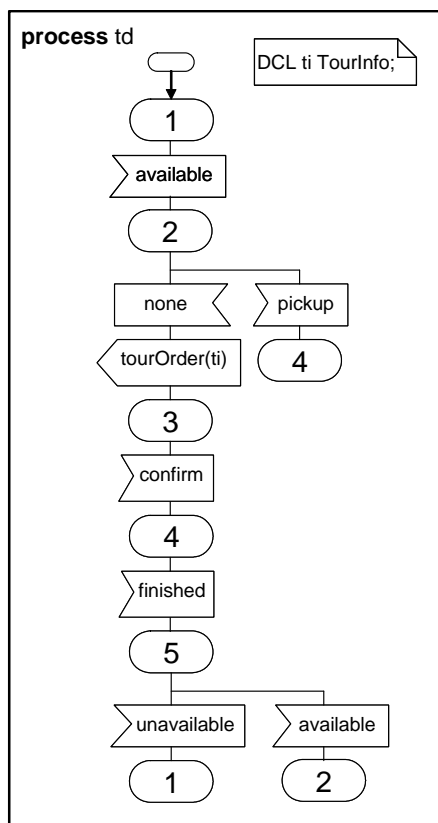 process td
DCL ti TourInfo;
1
available
2
none
pickup
tourOrder(ti)
4
3
confirm
4
finished
5
unavailable
available
1
2